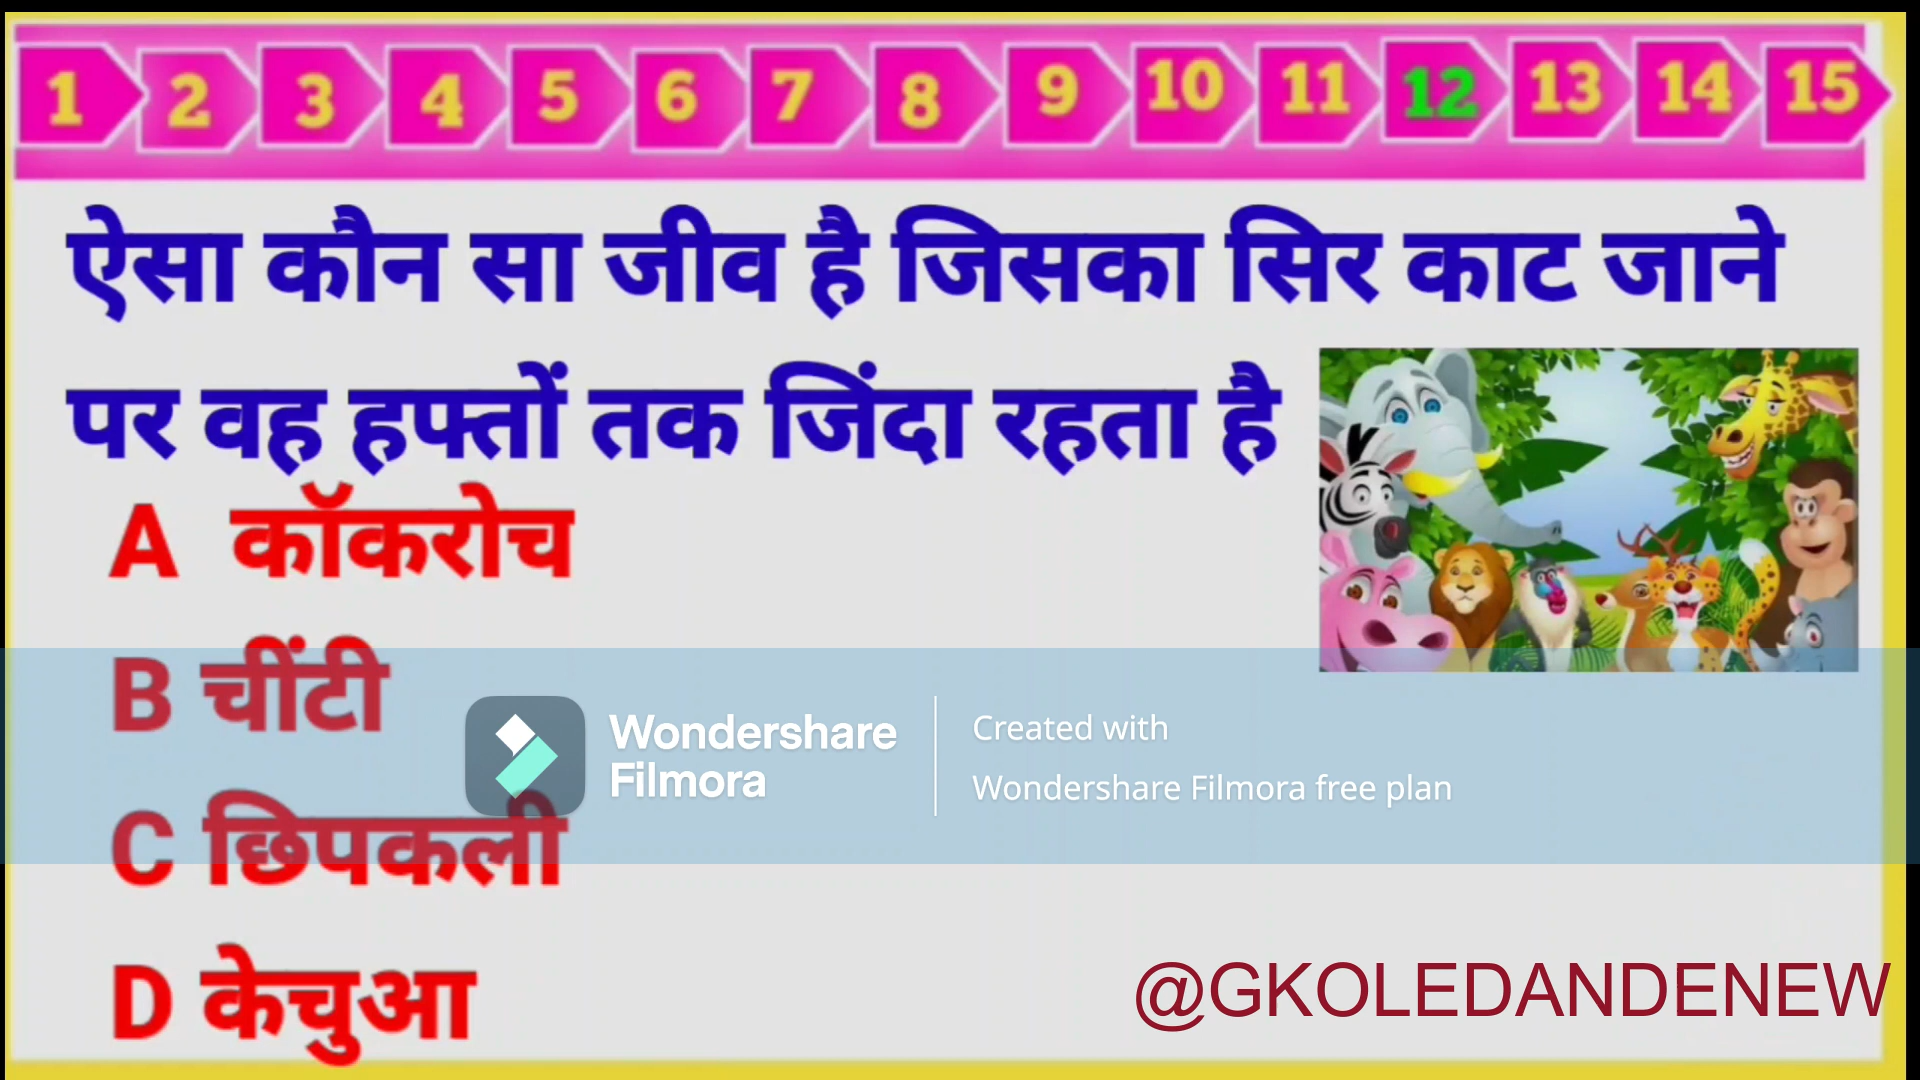 1 2 3 4 5 6 7 8 9 10 11 12 13 14 15
ऐसा कौन सा जीव है जिसका सिर काट जाने
पर वह हफ्तों तक जिंदा रहता है
A कॉकरोच
B चींटी
C छिपकली
D केचुआ
Wondershare
Filmora
Created with
Wondershare Filmora free plan
@GKOLEDANDENEW